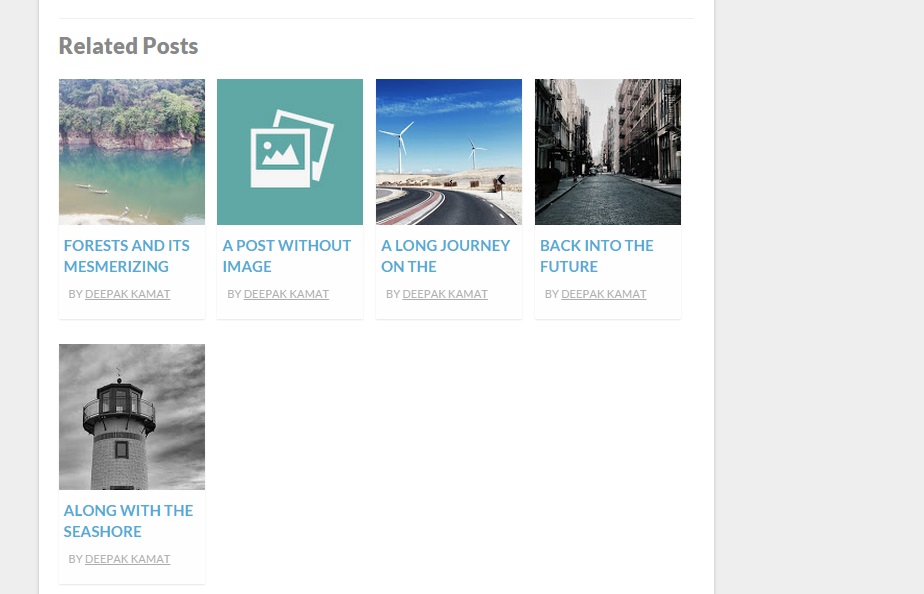 Related Posts
FORESTS AND ITS
MESMERIZING
BY DEEPAK KAMAT
A POST WITHOUT
IMAGE
BY DEEPAK KAMAT
A LONG JOURNEY
ON THE
BY DEEPAK KAMAT
BACK INTO THE
FUTURE
BY DEEPAK KAMAT
ALONG WITH THE
SEASHORE
BY DEEPAK KAMAT